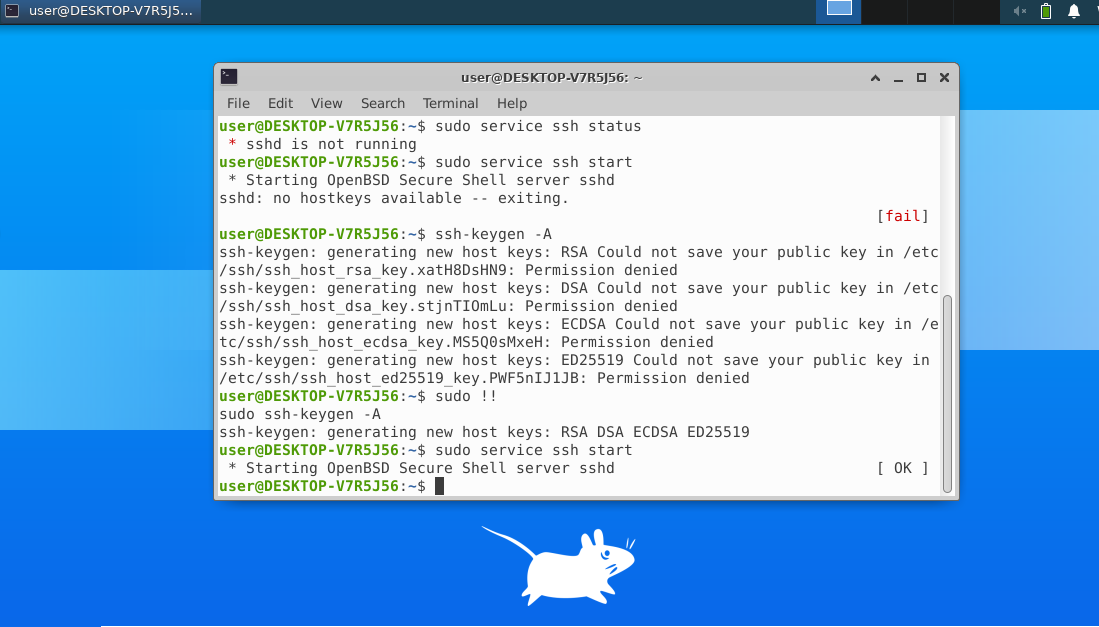 user@DESKTOP-V7R5J5...
user@DESKTOP-V7R5J56: ~
File Edit View Search Terminal Help
user@DESKTOP-V7R5J56:~$ sudo service ssh status
* sshd is not running
user@DESKTOP-V7R5J56:~$ sudo service ssh start
* Starting OpenBSD Secure Shell server sshd
sshd: no hostkeys available -- exiting.
[fail]
user@DESKTOP-V7R5J56:~$ ssh-keygen -A
ssh-keygen: generating new host keys: RSA Could not save your public key in /etc
/ssh/ssh_host_rsa_key.xatH8DsHN9: Permission denied
ssh-keygen: generating new host keys: DSA Could not save your public key in /etc
/ssh/ssh_host_dsa_key.stjnTIOmLu: Permission denied
ssh-keygen: generating new host keys: ECDSA Could not save your public key in /e
tc/ssh/ssh_host_ecdsa_key.MS5Q0sMxeH: Permission denied
ssh-keygen: generating new host keys: ED25519 Could not save your public key in
/etc/ssh/ssh_host_ed25519_key.PWF5nIJ1JB: Permission denied
user@DESKTOP-V7R5J56:~$ sudo !!
sudo ssh-keygen -A
ssh-keygen: generating new host keys: RSA DSA ECDSA ED25519
user@DESKTOP-V7R5J56:~$ sudo service ssh start
* Starting OpenBSD Secure Shell server sshd [ OK ]
user@DESKTOP-V7R5J56:~$